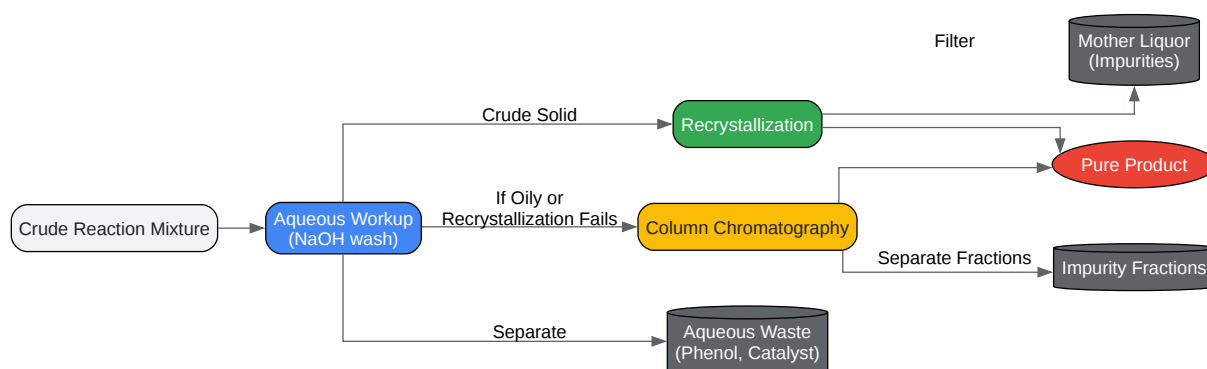 Filter
Mother Liquor
(Impurities)
Crude Solid
Recrystallization
Pure Product
If Oily or
Recrystallization Fails
Crude Reaction Mixture
Aqueous Workup
(NaOH wash)
Column Chromatography
Separate Fractions
Impurity Fractions
Separate
Aqueous Waste
(Phenol, Catalyst)